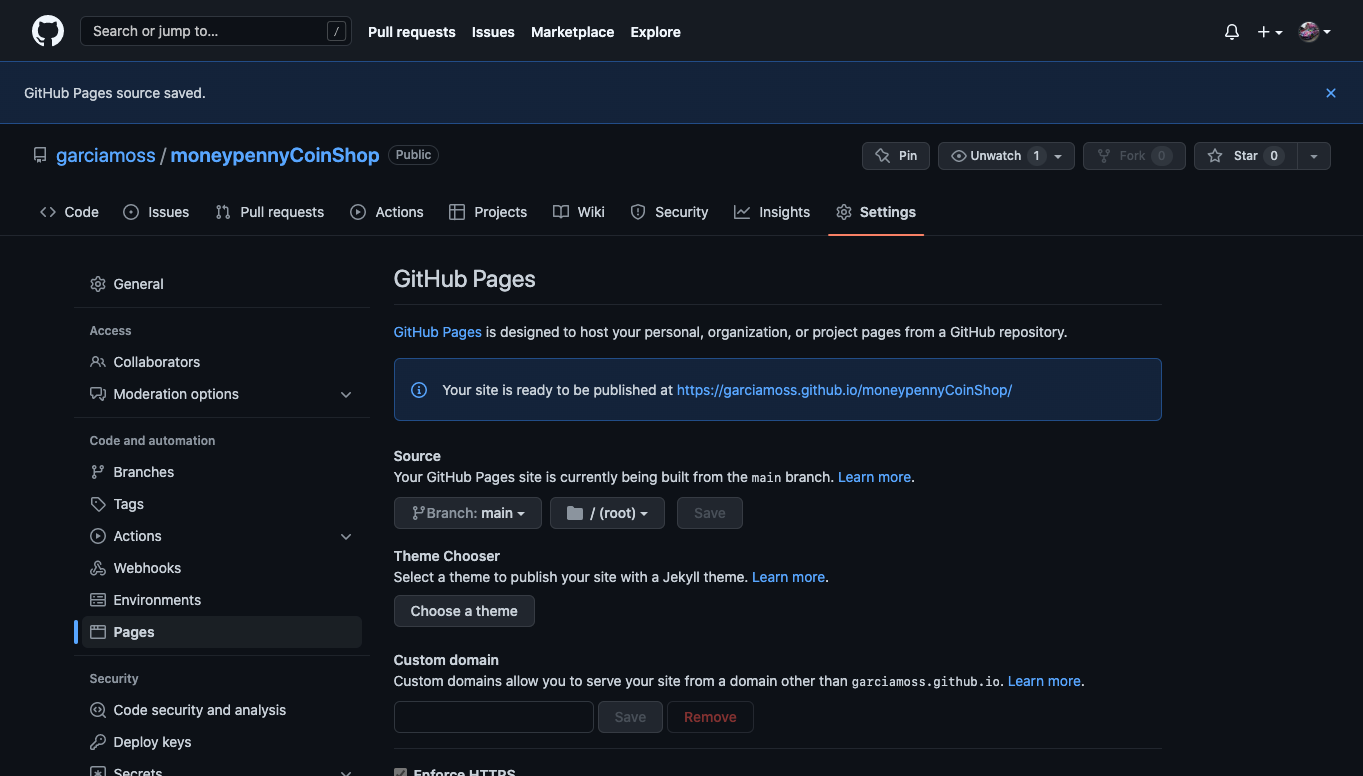 Search or jump to... /
Pull requests Issues Marketplace Explore
GitHub Pages source saved.
garciamoss / moneypennyCoinShop Public
Pin Unwatch 1 Fork 0 Star 0
Code Issues Pull requests Actions Projects Wiki Security Insights Settings
General
Access
Collaborators
Moderation options
Code and automation
Branches
Tags
Actions
Webhooks
Environments
Pages
Security
Code security and analysis
Deploy keys
Secrets
GitHub Pages
GitHub Pages is designed to host your personal, organization, or project pages from a GitHub repository.
Your site is ready to be published at https://garciamoss.github.io/moneypennyCoinShop/
Source
Your GitHub Pages site is currently being built from the main branch. Learn more.
Branch: main / (root) Save
Theme Chooser
Select a theme to publish your site with a Jekyll theme. Learn more.
Choose a theme
Custom domain
Custom domains allow you to serve your site from a domain other than garciamoss.github.io. Learn more.
Save Remove
Enforce HTTPS